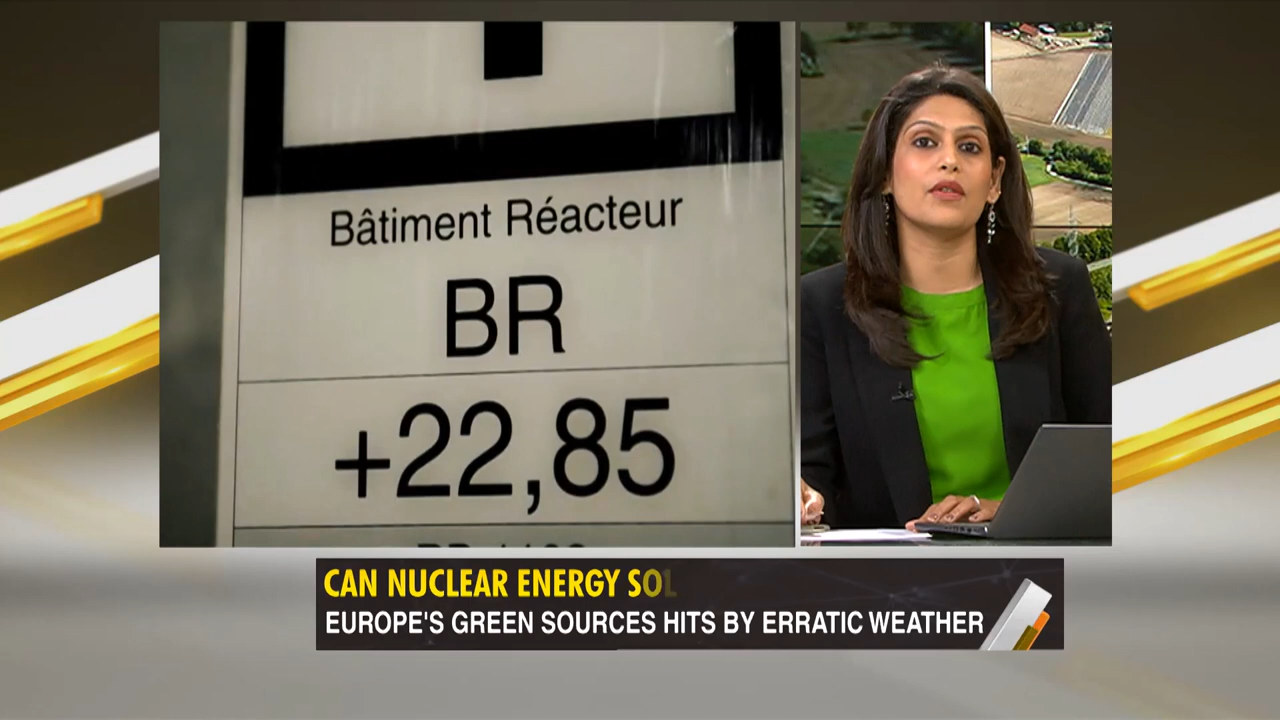 Bâtiment Réacteur
BR
+22,85
CAN NUCLEAR ENERGY SOL
EUROPE'S GREEN SOURCES HITS BY ERRATIC WEATHER